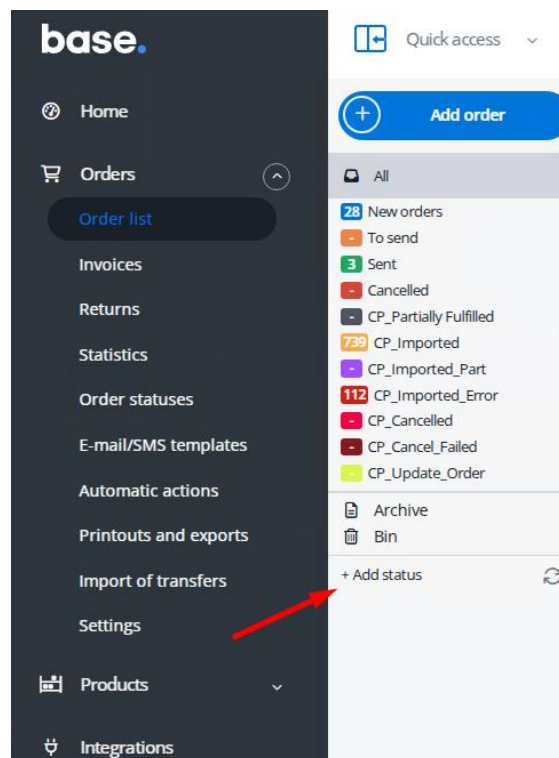 base.
Home
Orders
Order list
Invoices
Returns
Statistics
Order statuses
E-mail/SMS templates
Automatic actions
Printouts and exports
Import of transfers
Settings
Products
Integrations
Quick access
Add order
All
28 New orders
- To send
3 Sent
- Cancelled
- CP_Partially Fulfilled
739 CP_Imported
- CP_Imported_Part
112 CP_Imported_Error
- CP_Cancelled
- CP_Cancel_Failed
- CP_Update_Order
Archive
Bin
+ Add status